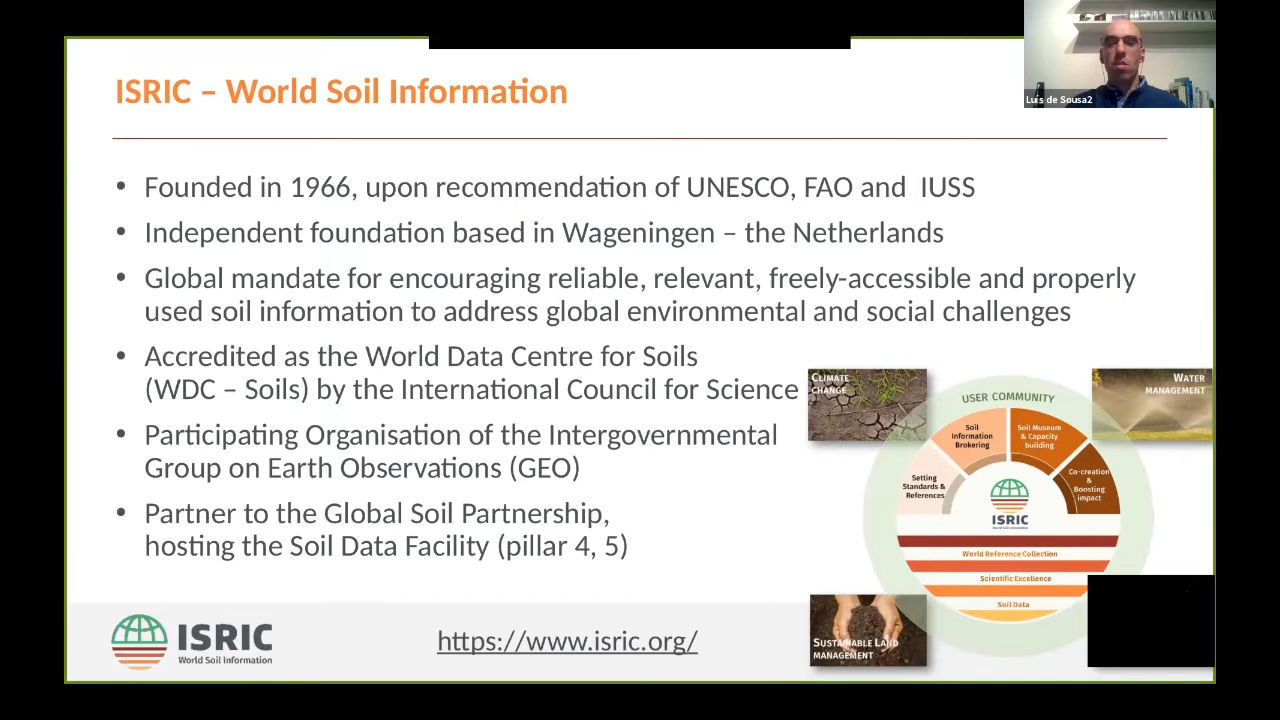 ISRIC – World Soil Information
Luís de Sousa2
• Founded in 1966, upon recommendation of UNESCO, FAO and IUSS
• Independent foundation based in Wageningen – the Netherlands
• Global mandate for encouraging reliable, relevant, freely-accessible and properly
used soil information to address global environmental and social challenges
• Accredited as the World Data Centre for Soils
(WDC – Soils) by the International Council for Science
• Participating Organisation of the Intergovernmental
Group on Earth Observations (GEO)
• Partner to the Global Soil Partnership,
hosting the Soil Data Facility (pillar 4, 5)
CLIMATE
CHANGE
WATER
MANAGEMENT
USER COMMUNITY
Setting
Standards &
References
Soil
Information
Brokering
Soil Museum
& Capacity
building
Co-creation
&
Boosting
impact
ISRIC
World Soil Information
World Reference Collection
Scientific Excellence
Soil Data
SUSTAINABLE LAND
MANAGEMENT
ISRIC
World Soil Information
https://www.isric.org/